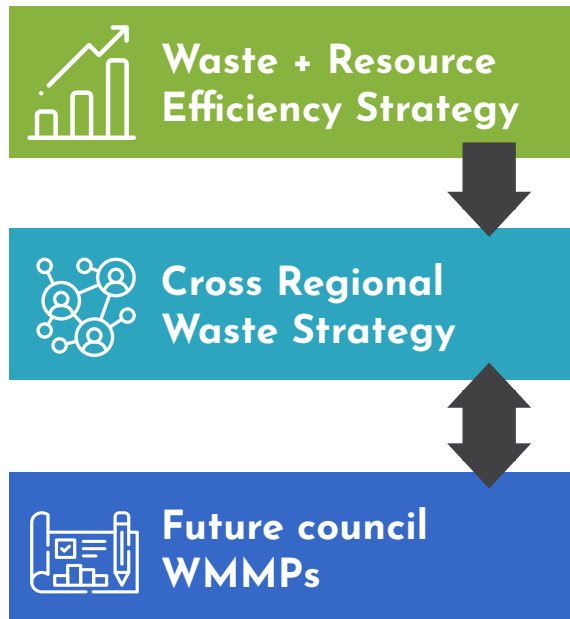 Waste + Resource
Efficiency Strategy
Cross Regional
Waste Strategy
Future council
WMMPs